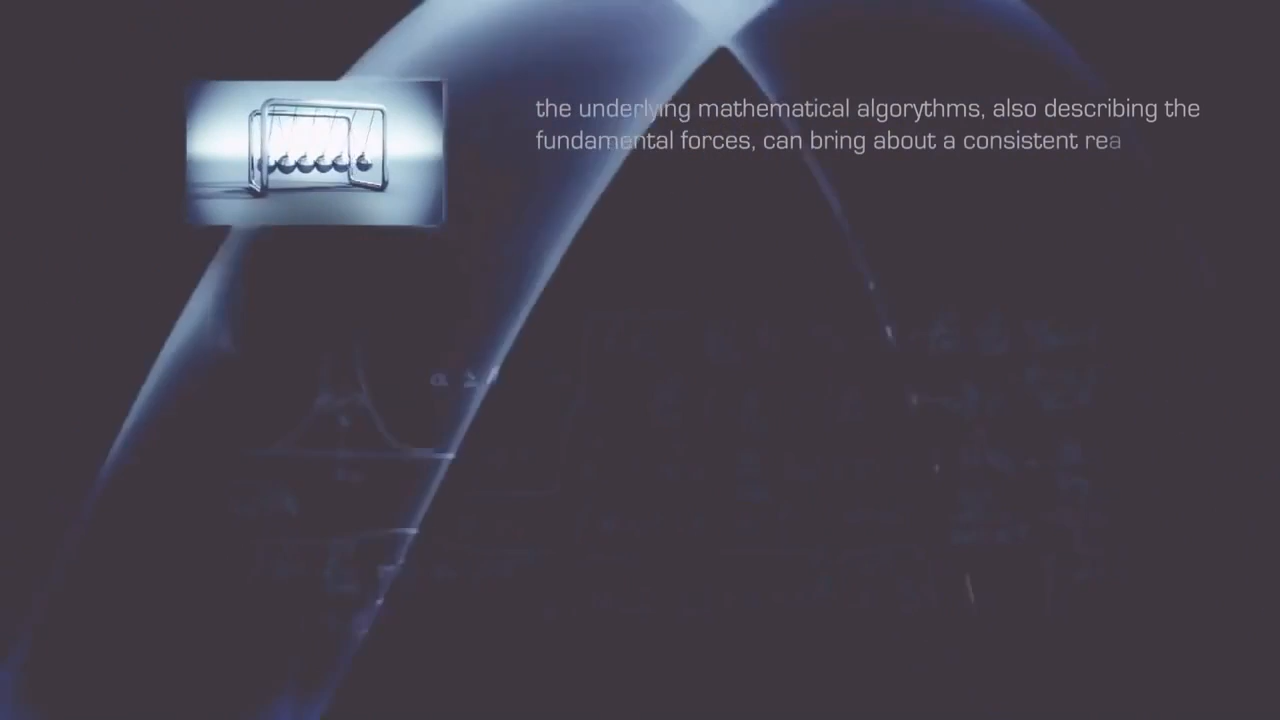 the underlying mathematical algorythms, also describing the
fundamental forces, can bring about a consistent rea